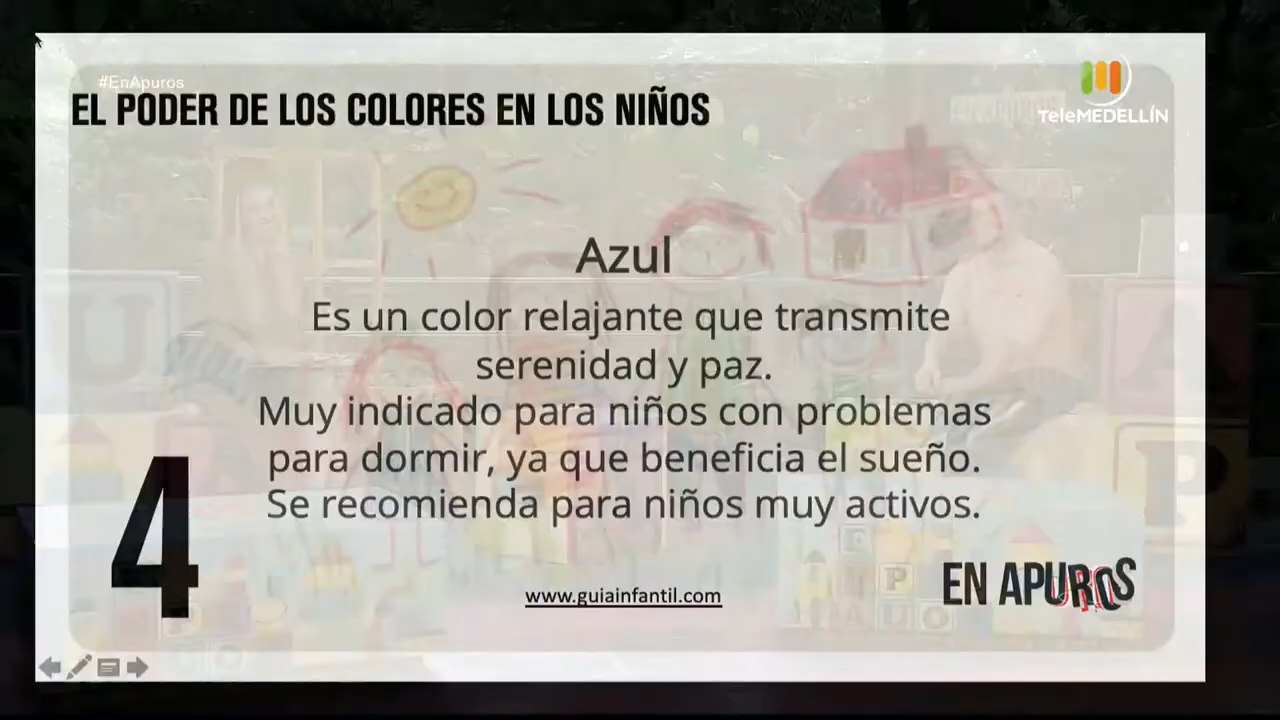 #EnApuros
EL PODER DE LOS COLORES EN LOS NIÑOS
TeleMEDELLÍN
Azul
Es un color relajante que transmite
serenidad y paz.
Muy indicado para niños con problemas
para dormir, ya que beneficia el sueño.
Se recomienda para niños muy activos.
4
www.guiainfantil.com
EN APUROS
U
A
P
P
A U O